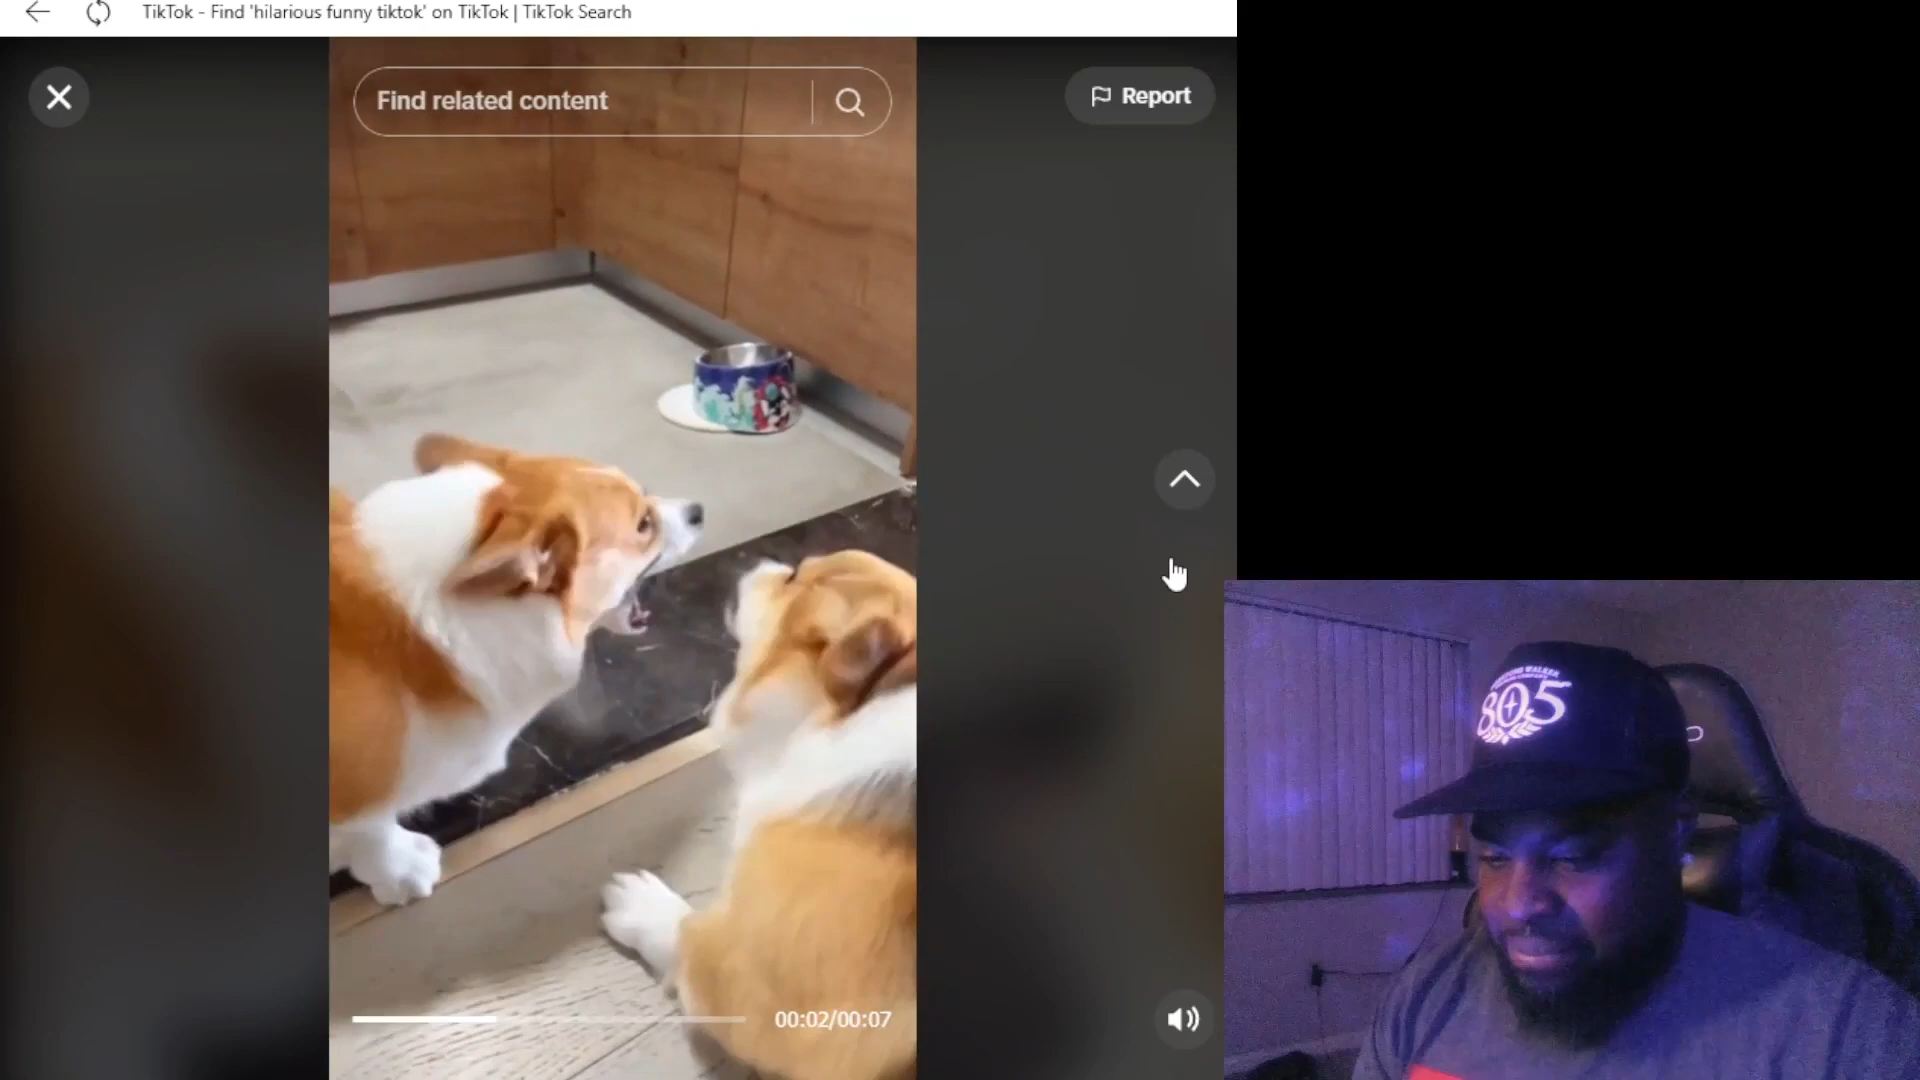 TikTok - Find 'hilarious funny tiktok' on TikTok | TikTok Search
Find related content
Report
00:02/00:07
805